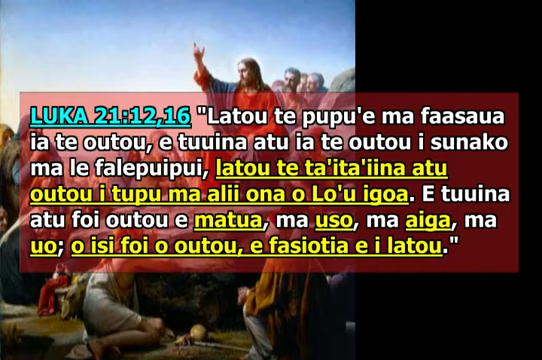 LUKA 21:12,16 "Latou te pupu'e ma faasaua
ia te outou, e tuuina atu ia te outou i sunako
ma le falepuipui, latou te ta'ita'iina atu
outou i tupu ma alii ona o Lo'u igoa. E tuuina
atu foi outou e matua, ma uso, ma aiga, ma
uo; o isi foi o outou, e fasiotia e i latou."